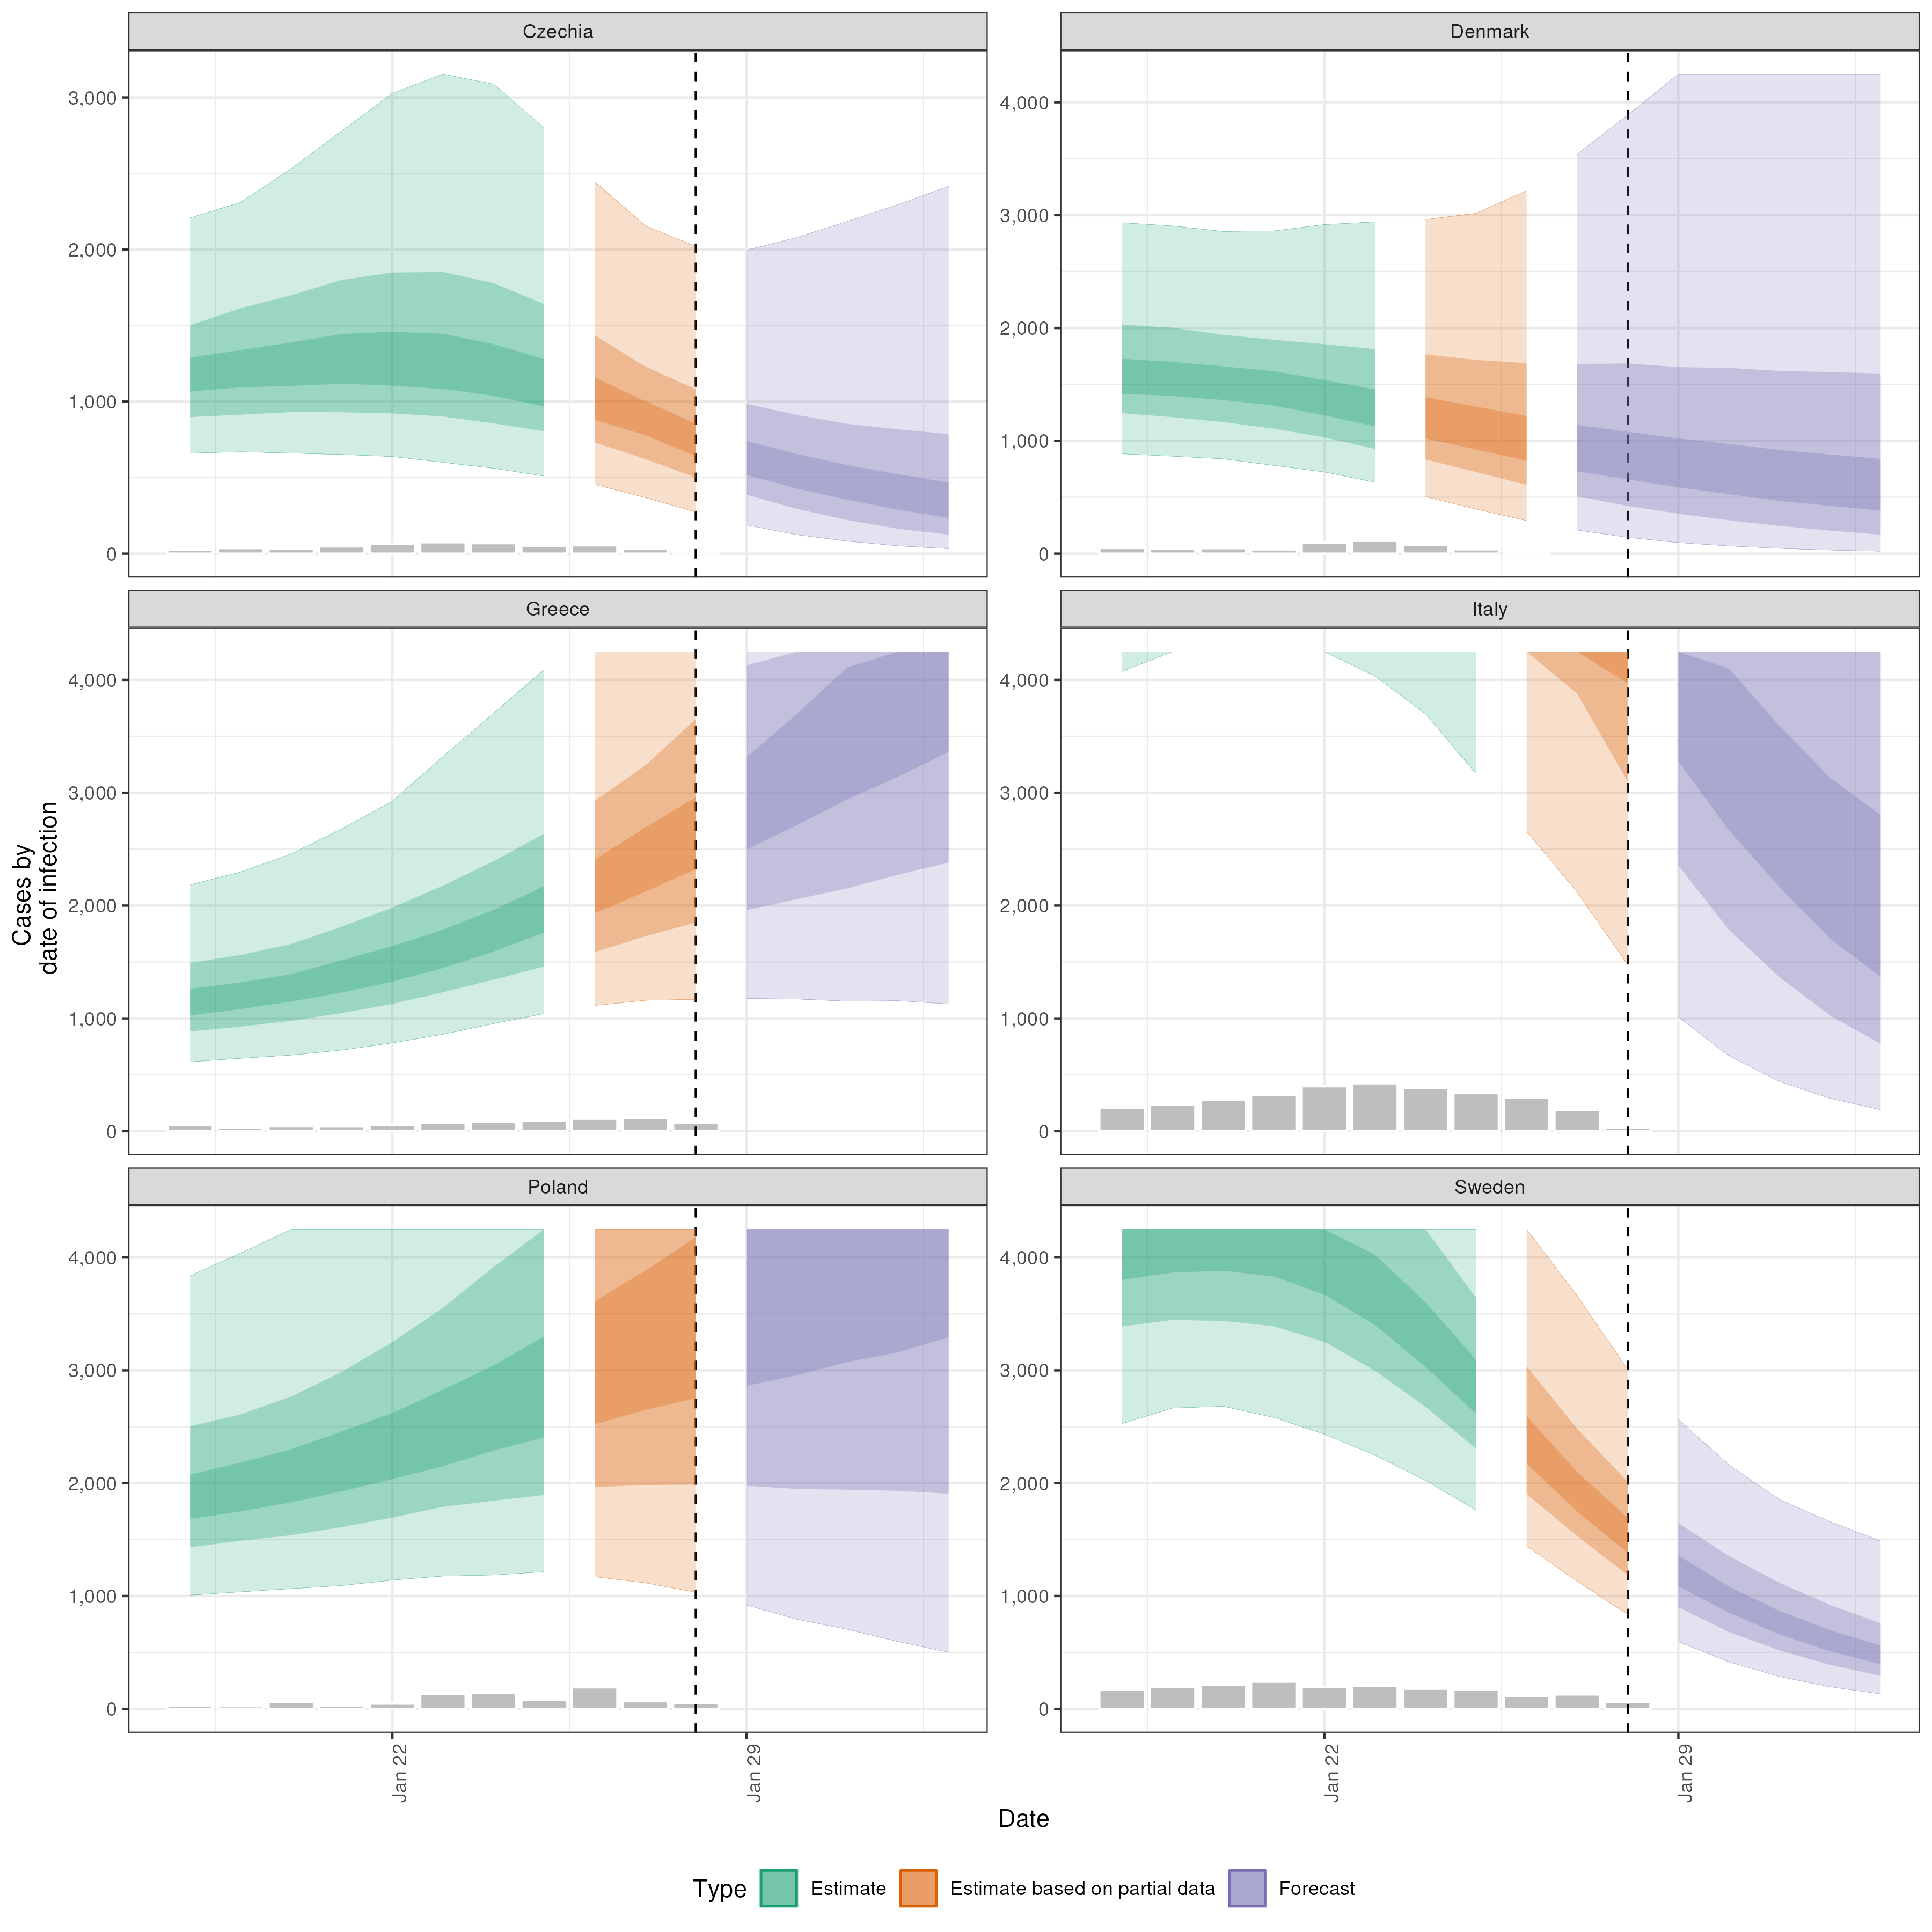 Czechia
Denmark
3,000
2,000
1,000
0
4,000
3,000
2,000
1,000
0
Greece
Italy
4,000
3,000
2,000
1,000
0
4,000
3,000
2,000
1,000
0
Poland
Sweden
4,000
3,000
2,000
1,000
0
4,000
3,000
2,000
1,000
0
Cases by
date of infection
Jan 22
Jan 29
Jan 22
Jan 29
Date
Type Estimate Estimate based on partial data Forecast